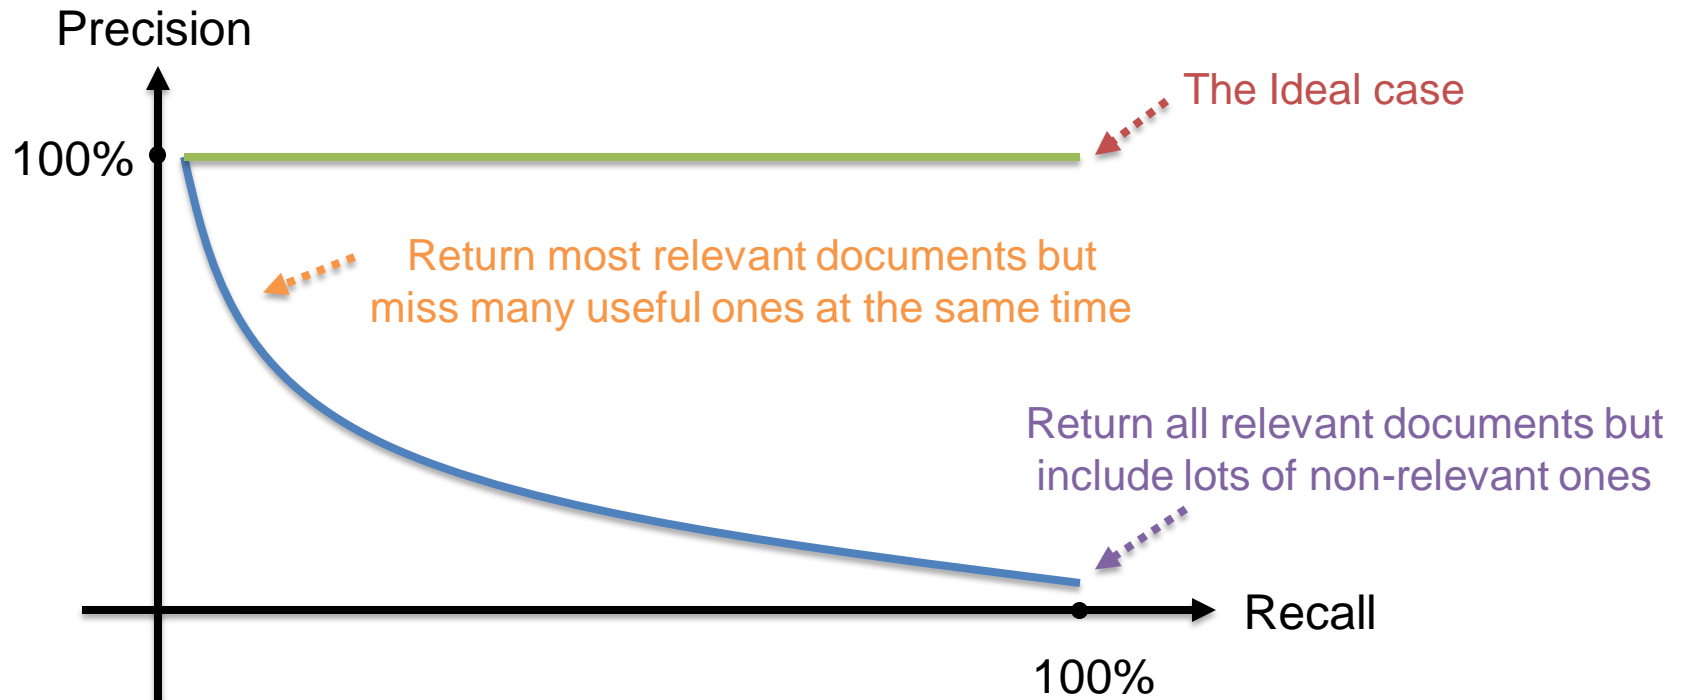 Precision
The Ideal case
100%
Return most relevant documents but
miss many useful ones at the same time
Return all relevant documents but
include lots of non-relevant ones
Recall
100%